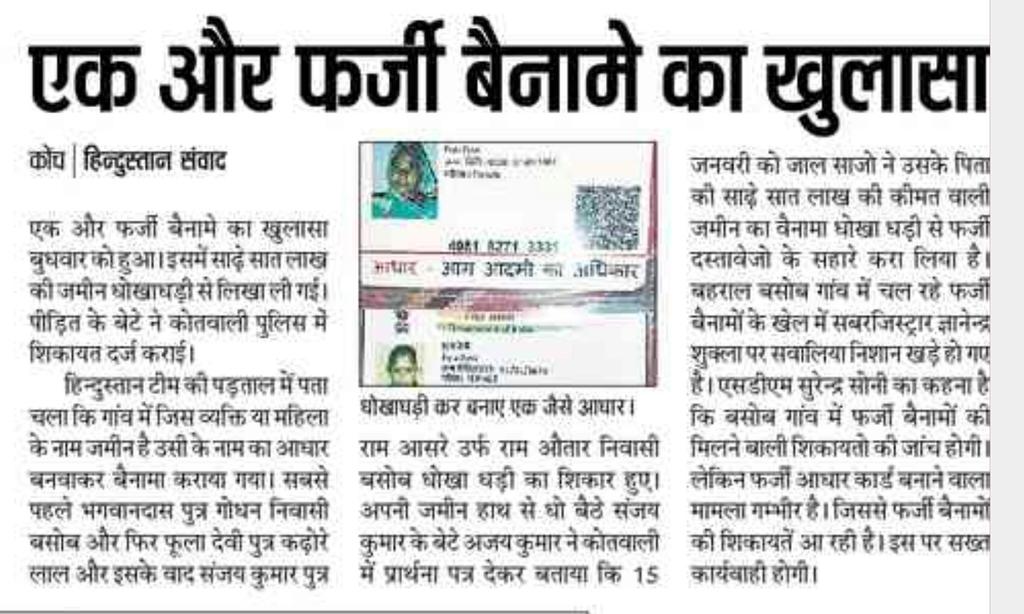 एक और फर्जी बैनामे का खुलासा
कोंच | हिन्दुस्तान संवाद
एक और फर्जी बैनामे का खुलासा
बुधवार को हुआ। इसमें साढ़े सात लाख
की जमीन धोखाधड़ी से लिखा ली गई।
पीड़ित के बेटे ने कोतवाली पुलिस में
शिकायत दर्ज कराई।
हिन्दुस्तान टीम की पड़ताल में पता
चला कि गांव में जिस व्यक्ति या महिला
के नाम जमीन है उसी के नाम का आधार
बनवाकर बैनामा कराया गया। सबसे
पहले भगवानदास पुत्र गोधन निवासी
बसोब और फिर फूला देवी पुत्र कढ़ोरे
लाल और इसके वाद संजय कुमार पुत्र
आधार - आम आदमी का अधिकार
धोखाधड़ी कर बनाए एक जैसे आधार।
राम आसरे उर्फ राम औतार निवासी
बसोब धोखा धड़ी का शिकार हुए।
अपनी जमीन हाथ से धो बैठे संजय
कुमार के बेटे अजय कुमार ने कोतवाली
में प्रार्थना पत्र देकर बताया कि 15
जनवरी को जाल साजो ने उसके पिता
की साढ़े सात लाख की कीमत वाली
जमीन का वैनामा धोखा घड़ी से फर्जी
दस्तावेजो के सहारे करा लिया है।
बहराल बसोब गांव में चल रहे फर्जी
बैनामों के खेल में सबरजिस्ट्रार ज्ञानेन्द्र
शुक्ला पर सवालिया निशान खड़े हो गए
है। एसडीएम सुरेन्द्र सोनी का कहना है
कि बसोब गांव में फर्जी बैनामों की
मिलने बाली शिकायतो की जांच होगी।
लेकिन फर्जी आधार कार्ड बनाने वाला
मामला गम्भीर है। जिससे फर्जी बैनामों
की शिकायतें आ रही है। इस पर सख्त
कार्यवाही होगी।